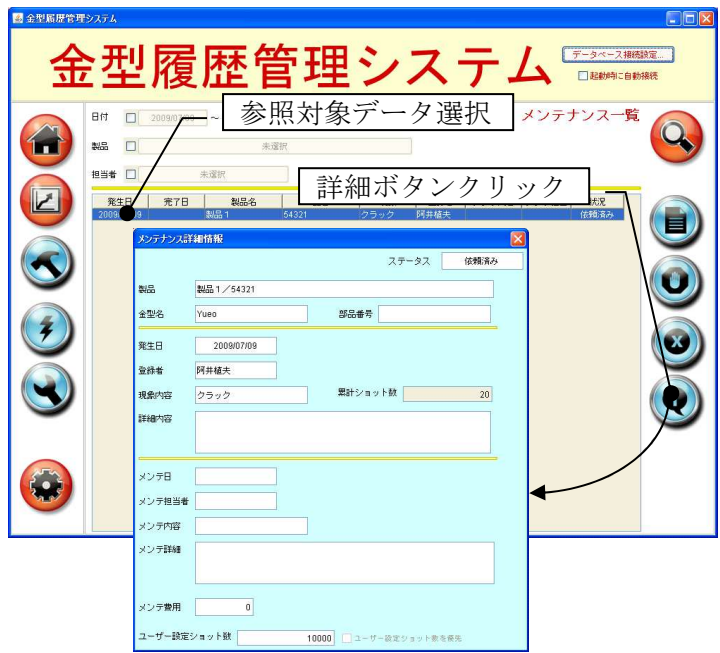 金型履歴管理システム
金型履歴管理システム
データベース接続設定...
起動時に自動接続
日付 2009/07/09 ～
参照対象データ選択
メンテナンス一覧
製品 未選択
担当者 未選択
詳細ボタンクリック
発生日 完了日 製品名 状況
2009 9 製品1 54321 クラック 阿井植夫 依頼済み
メンテナンス詳細情報
ステータス 依頼済み
製品 製品1／54321
金型名 Yueo 部品番号
発生日 2009/07/09
登録者 阿井植夫
現象内容 クラック 累計ショット数 20
詳細内容
メンテ日
メンテ担当者
メンテ内容
メンテ詳細
メンテ費用 0
ユーザー設定ショット数 10000 ユーザー設定ショット数を優先